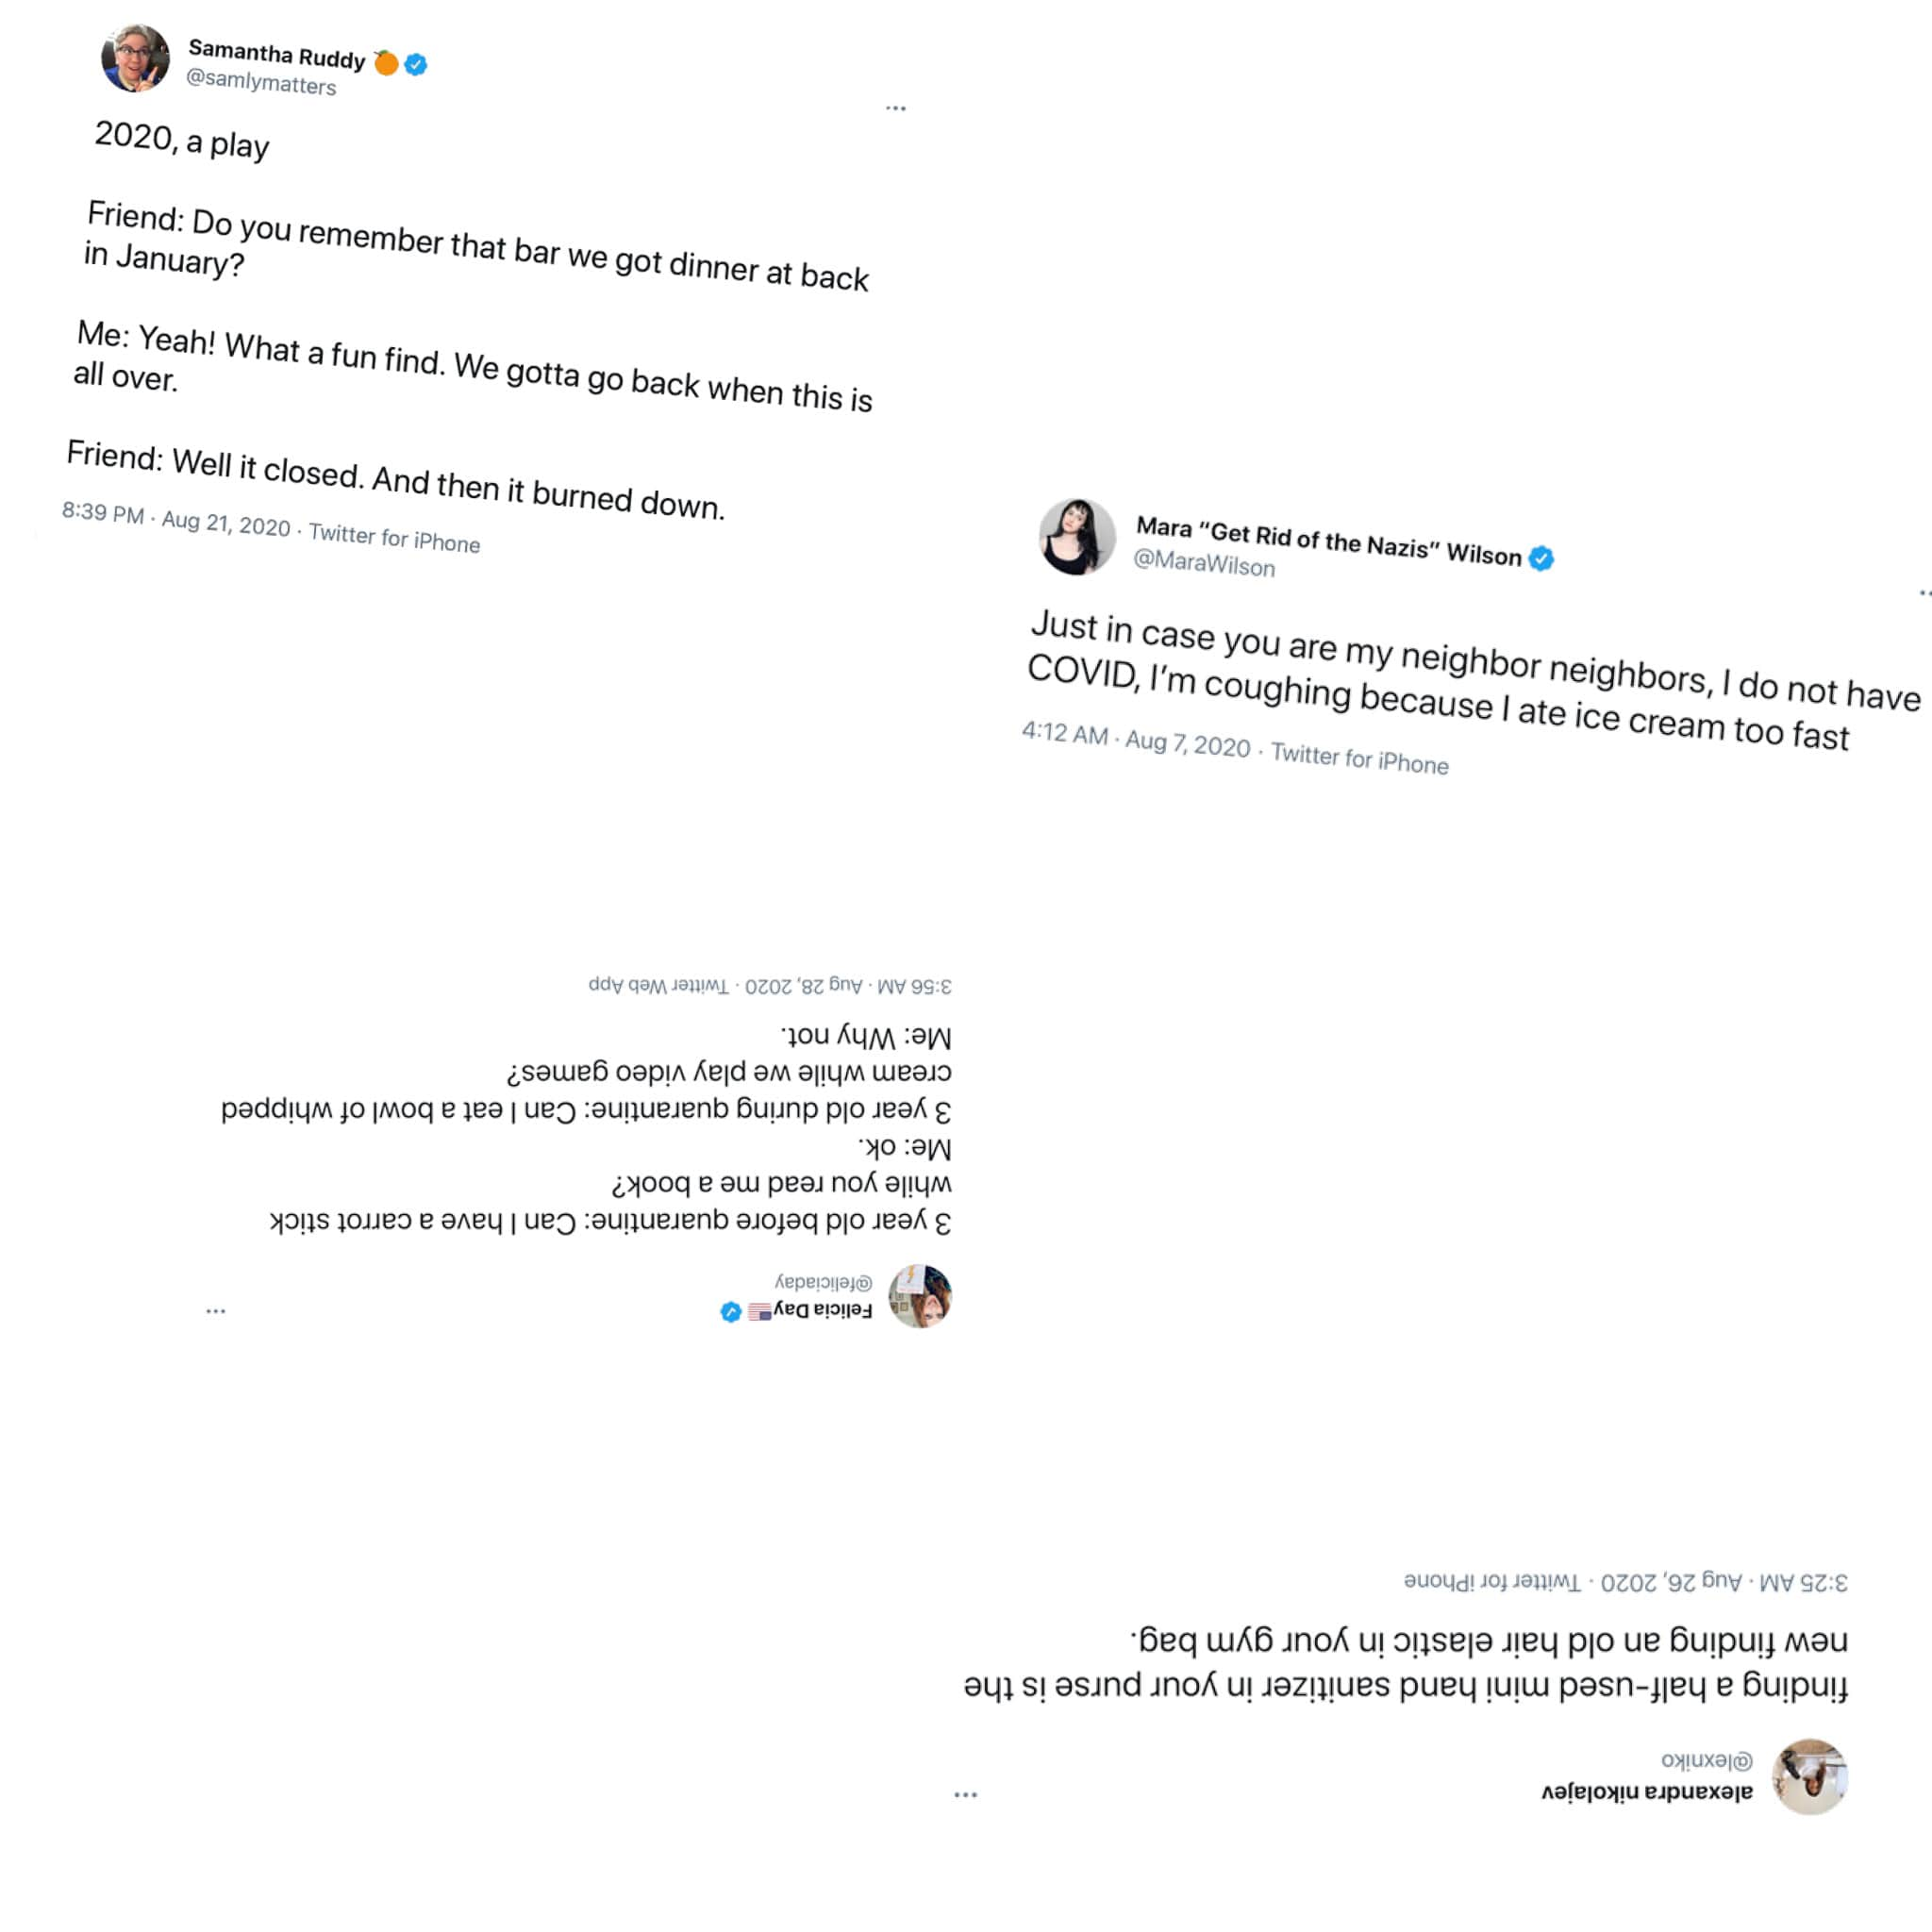 Samantha Ruddy 🍊
@samlymatters
2020, a play
Friend: Do you remember that bar we got dinner at back
in January?
Me: Yeah! What a fun find. We gotta go back when this is
all over.
Friend: Well it closed. And then it burned down.
8:39 PM · Aug 21, 2020 · Twitter for iPhone
Mara “Get Rid of the Nazis” Wilson
@MaraWilson
Just in case you are my neighbor neighbors, I do not have
COVID, I’m coughing because I ate ice cream too fast
4:12 AM · Aug 7, 2020 · Twitter for iPhone
Felicia Day🇺🇸
@feliciaday
3 year old before quarantine: Can I have a carrot stick
while you read me a book?
Me: ok.
3 year old during quarantine: Can I eat a bowl of whipped
cream while we play video games?
Me: Why not.
3:56 AM · Aug 28, 2020 · Twitter Web App
alexandra nikolajev
@lexniko
finding a half-used mini hand sanitizer in your purse is the
new finding an old hair elastic in your gym bag.
3:25 AM · Aug 26, 2020 · Twitter for iPhone